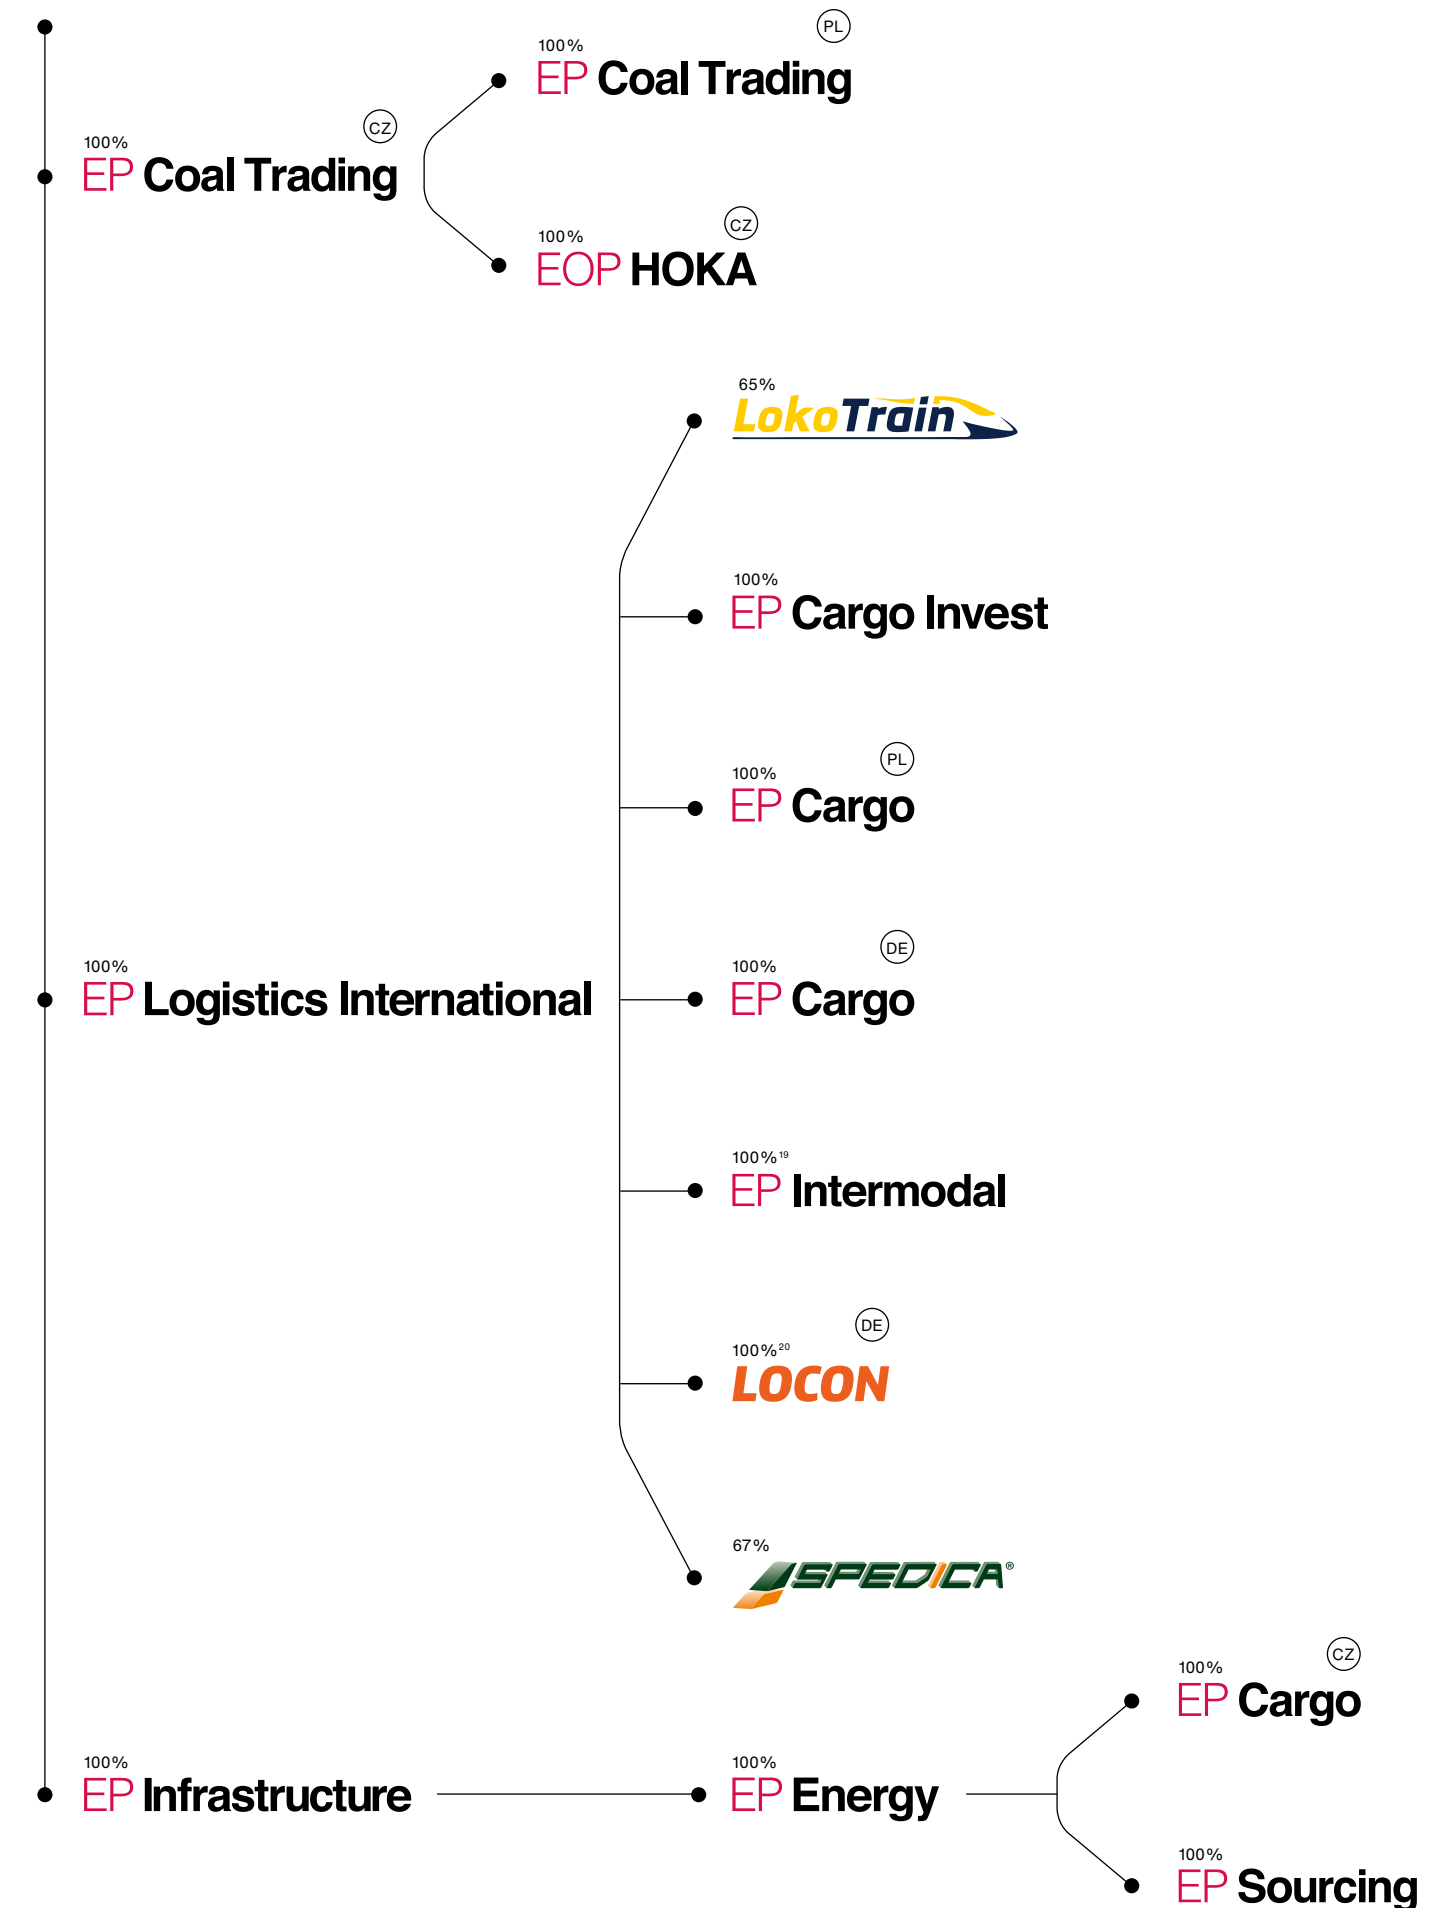 PL
100%
EP Coal Trading
CZ
100%
EP Coal Trading
CZ
100%
EOP HOKA
65%
LokoTrain
100%
EP Cargo Invest
PL
100%
EP Cargo
DE
100%
EP Cargo
100%
EP Logistics International
100%19
EP Intermodal
DE
100%20
LOCON
67%
SPEDICA®
CZ
100%
EP Cargo
100%
EP Infrastructure
100%
EP Energy
100%
EP Sourcing